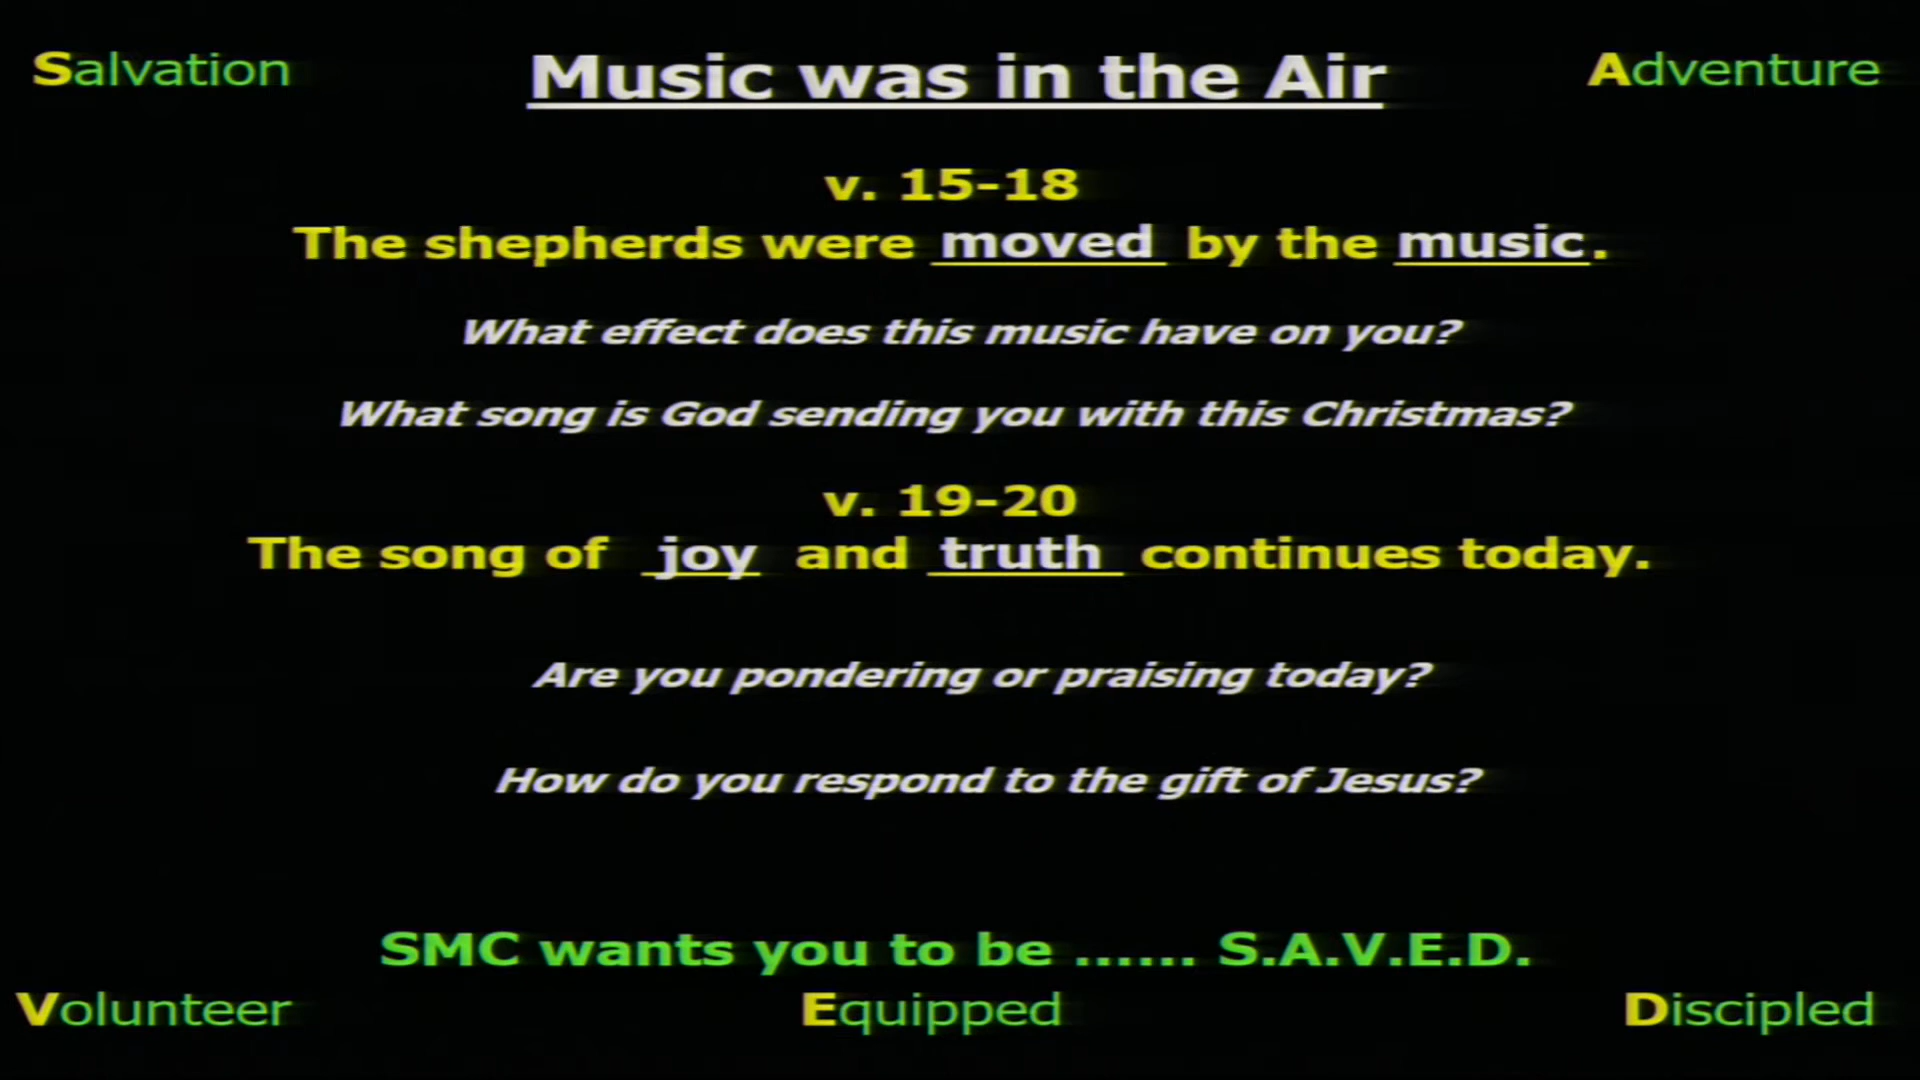 Salvation
Music was in the Air
Adventure
v. 15-18
The shepherds were moved by the music.
What effect does this music have on you?
What song is God sending you with this Christmas?
v. 19-20
The song of joy and truth continues today.
Are you pondering or praising today?
How do you respond to the gift of Jesus?
SMC wants you to be ...... S.A.V.E.D.
Volunteer
Equipped
Discipled